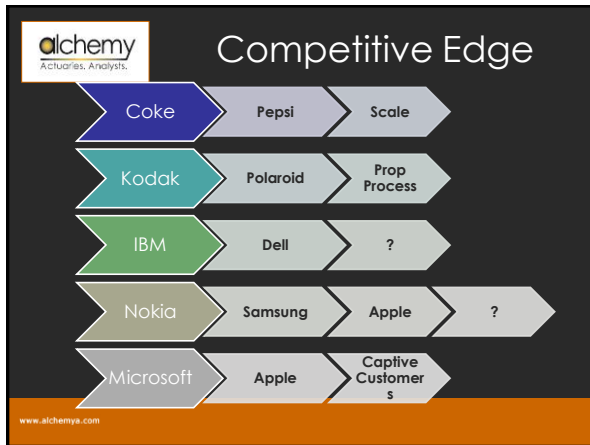 alchemy
Actuaries. Analysts.
Competitive Edge
Coke
Pepsi
Scale
Kodak
Polaroid
Prop
Process
IBM
Dell
?
Nokia
Samsung
Apple
?
Microsoft
Apple
Captive
Customer
s
www.alchemya.com